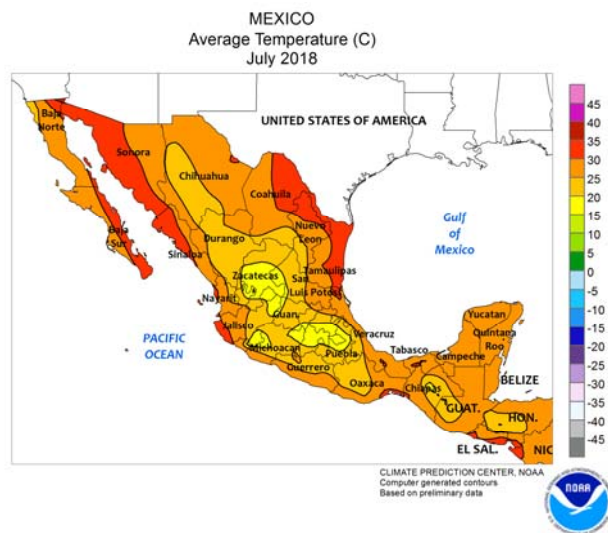 MEXICO
Average Temperature (C)
July 2018
UNITED STATES OF AMERICA
Baja
Norte
Sonora
Chihuahua
Coahuila
Nuevo
Leon
Gulf
of
Mexico
Baja
Sur
Sinaloa
Durango
Zacatecas
San
Luis Potosi
Tamaulipas
Nayarit
Jalisco
Guan.
Michoacan
Veracruz
Puebla
Guerrero
Oaxaca
Tabasco
Chiapas
Campeche
Yucatan
Quintana
Roo
PACIFIC
OCEAN
BELIZE
GUAT.
HON.
EL SAL.
NIC
45
40
35
30
25
20
15
10
5
0
-5
-10
-15
-20
-25
-30
-35
-40
-45
CLIMATE PREDICTION CENTER, NOAA
Computer generated contours
Based on preliminary data
NOAA